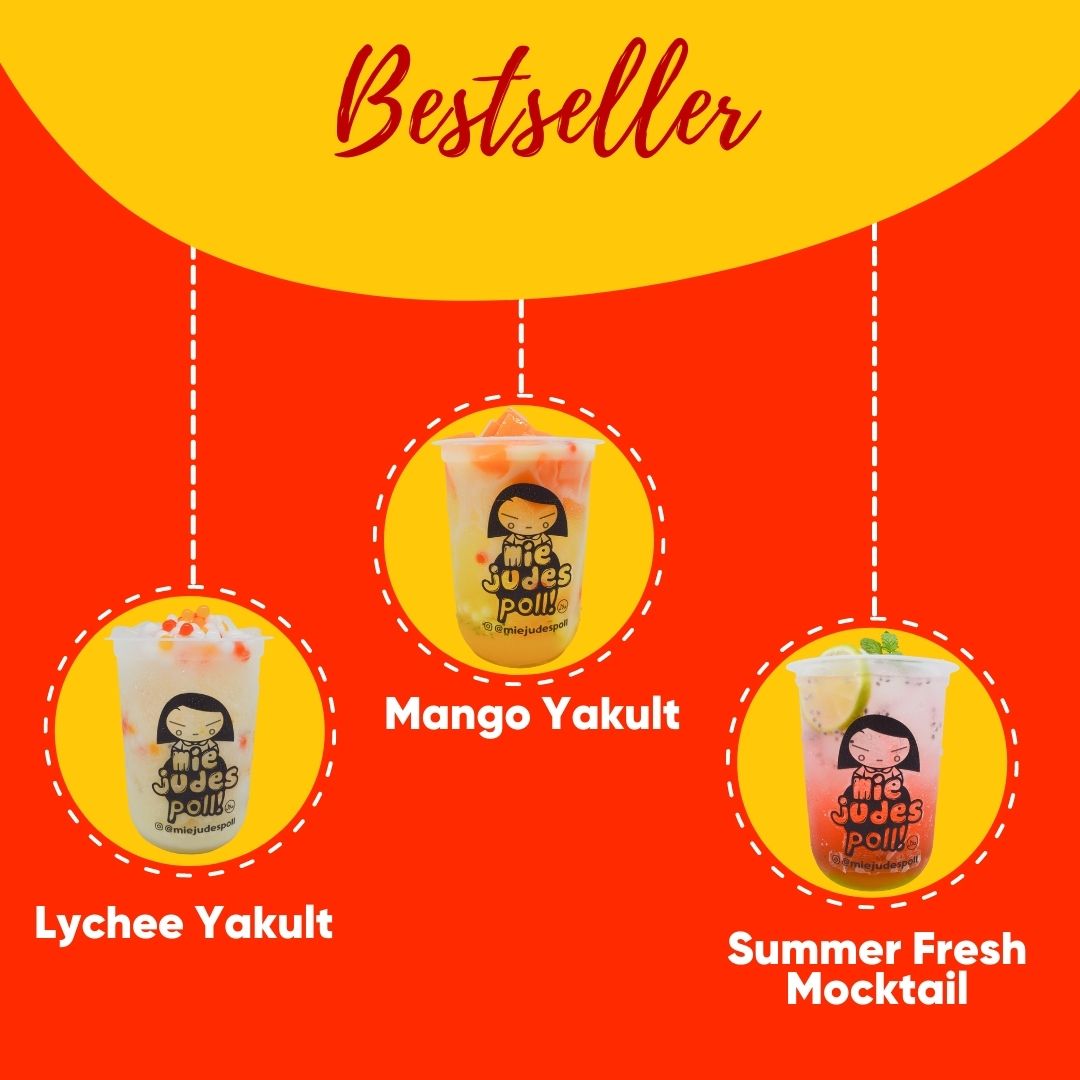 Bestseller
mie
judes
poll!
@miejudespoll
Mango Yakult
mie
judes
poll!
@miejudespoll
Lychee Yakult
mie
judes
poll!
@miejudespoll
Summer Fresh
Mocktail